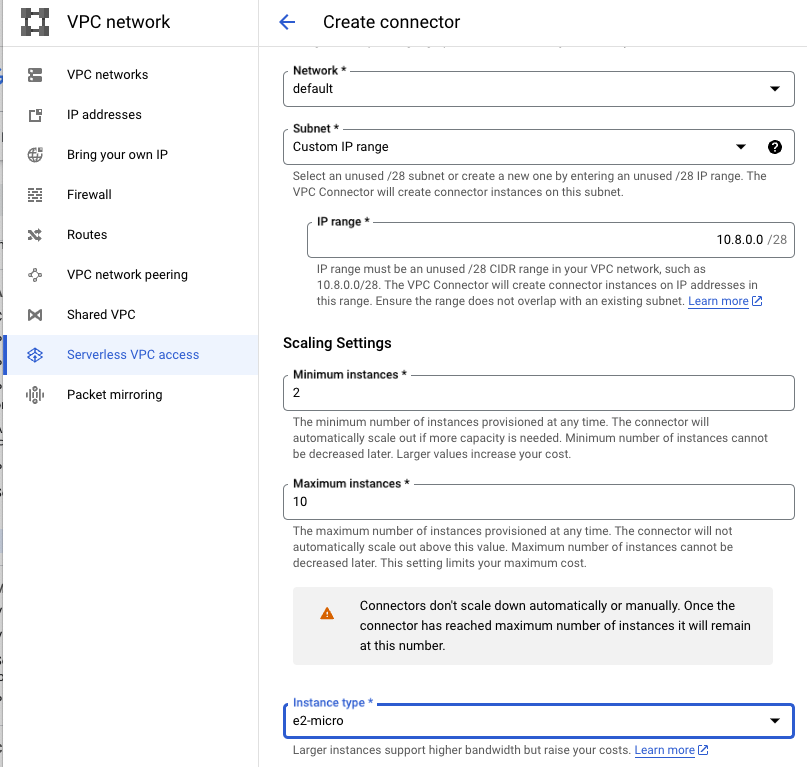 VPC network
Create connector
VPC networks
IP addresses
Bring your own IP
Firewall
Routes
VPC network peering
Shared VPC
Serverless VPC access
Packet mirroring
Network *
default
Subnet *
Custom IP range
Select an unused /28 subnet or create a new one by entering an unused /28 IP range. The
VPC Connector will create connector instances on this subnet.
IP range *
10.8.0.0 /28
IP range must be an unused /28 CIDR range in your VPC network, such as
10.8.0.0/28. The VPC Connector will create connector instances on IP addresses in
this range. Ensure the range does not overlap with an existing subnet. Learn more
Scaling Settings
Minimum instances *
2
The minimum number of instances provisioned at any time. The connector will
automatically scale out if more capacity is needed. Minimum number of instances cannot
be decreased later. Larger values increase your cost.
Maximum instances *
10
The maximum number of instances provisioned at any time. The connector will not
automatically scale out above this value. Maximum number of instances cannot be
decreased later. This setting limits your maximum cost.
Connectors don't scale down automatically or manually. Once the
connector has reached maximum number of instances it will remain
at this number.
Instance type *
e2-micro
Larger instances support higher bandwidth but raise your costs. Learn more